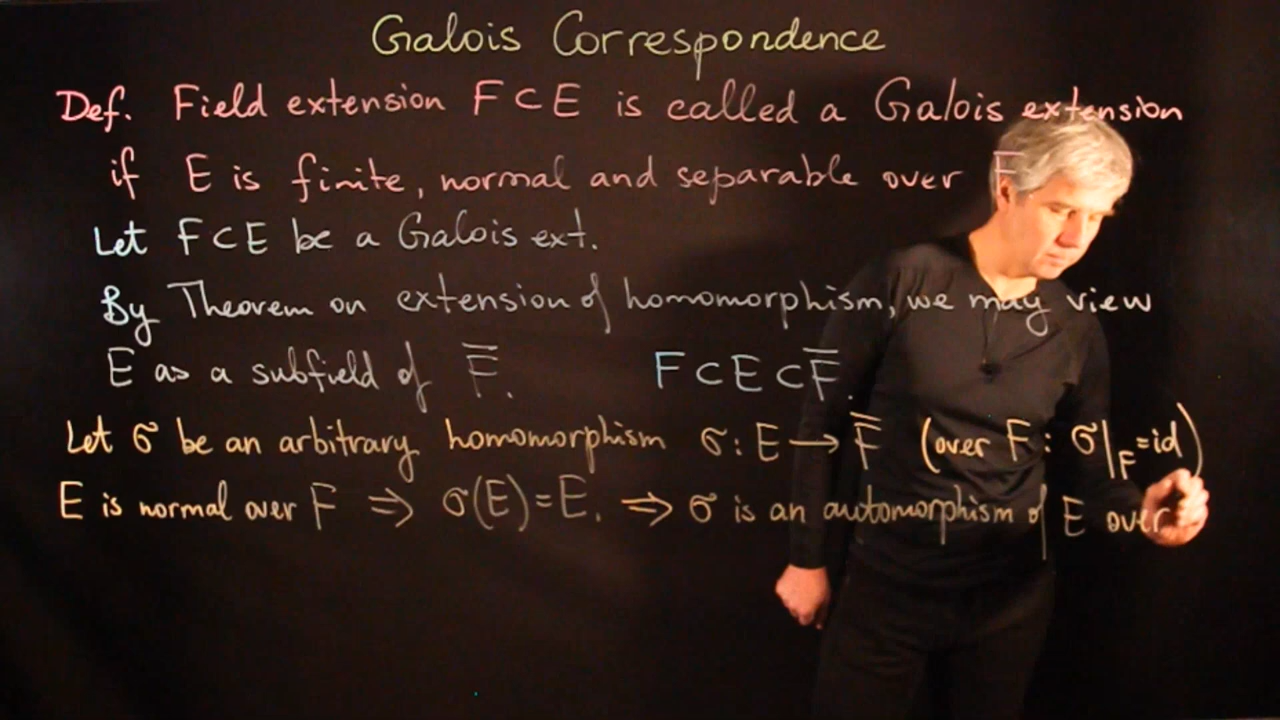 Galois Correspondence
Def. Field extension F ⊂ E is called a Galois extension
if E is finite, normal and separable over F
Let F ⊂ E be a Galois ext.
By Theorem on extension of homomorphism, we may view
E as a subfield of F̅. F ⊂ E ⊂ F̅.
Let σ be an arbitrary homomorphism σ: E → F̅ (over F: σ|_F = id)
E is normal over F ⇒ σ(E) = E. ⇒ σ is an automorphism of E over